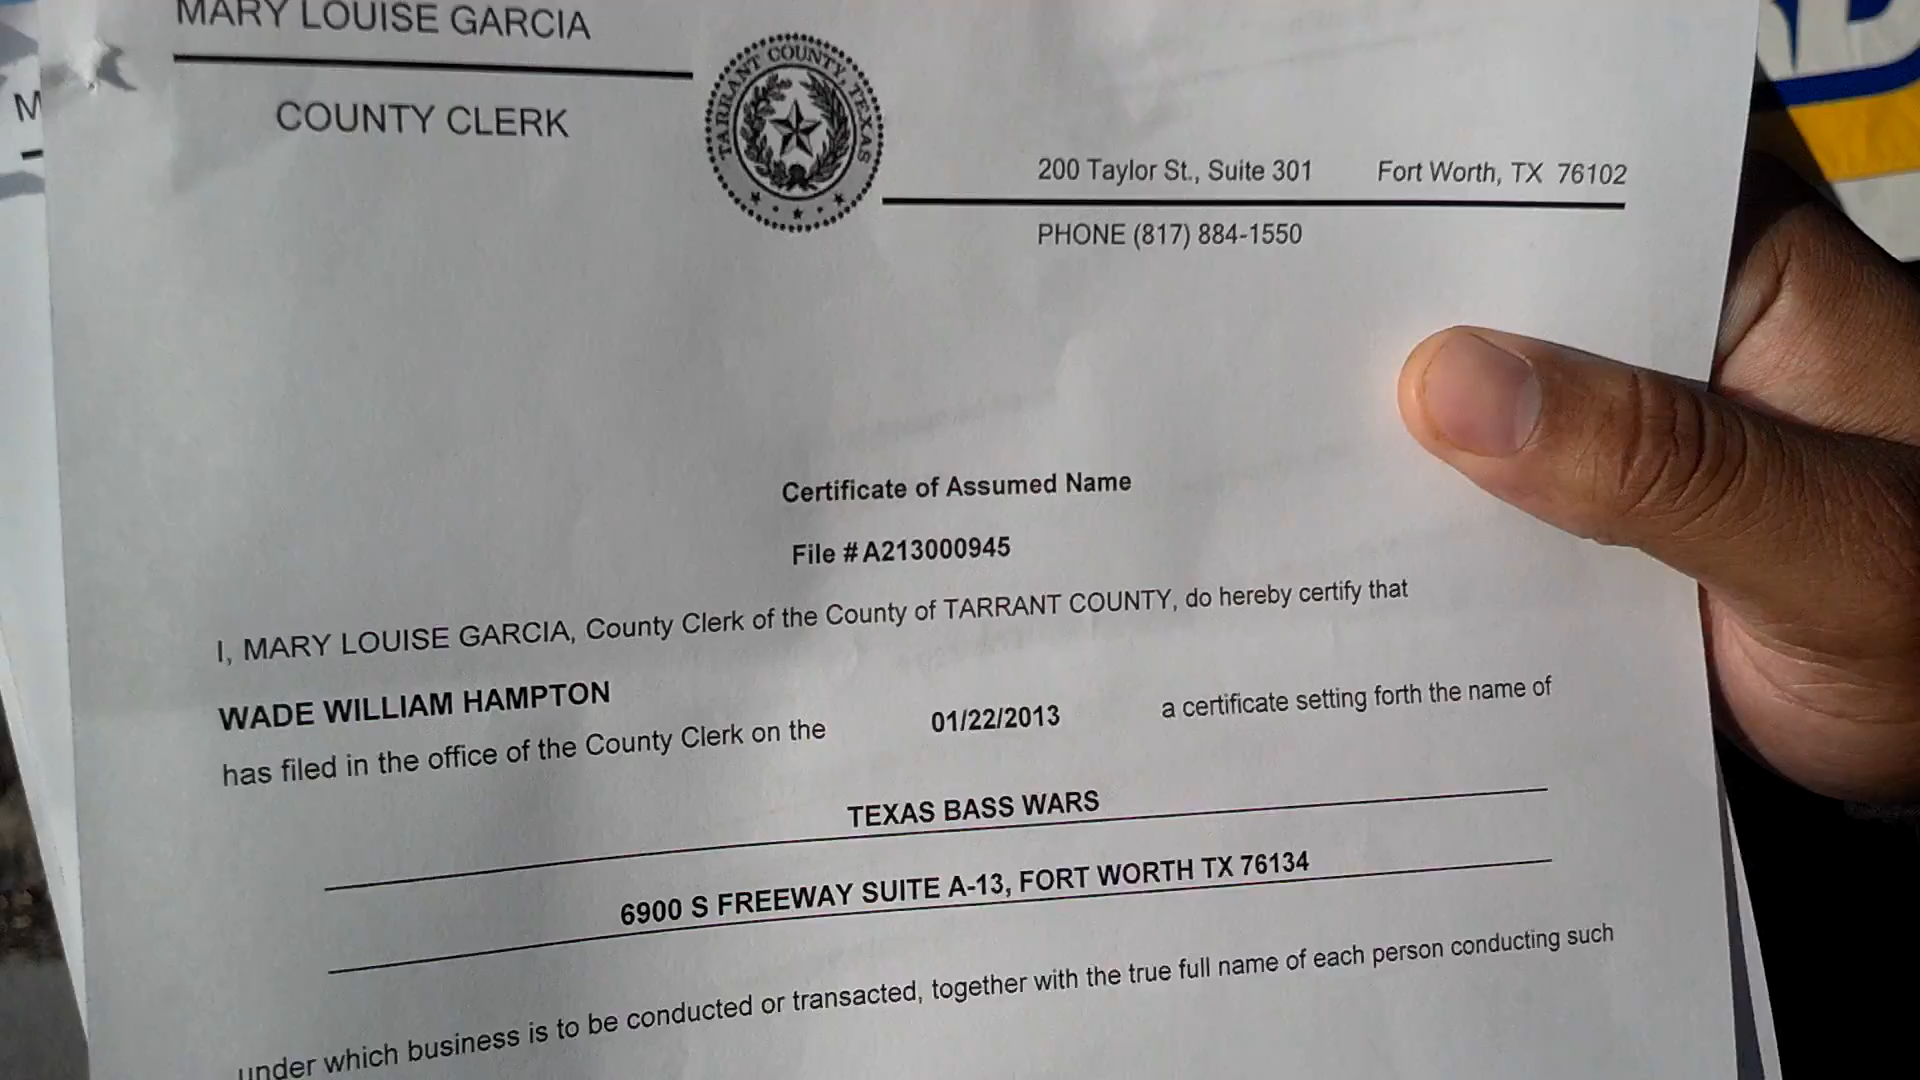 MARY LOUISE GARCIA
COUNTY CLERK
TARRANT COUNTY, TEXAS
200 Taylor St., Suite 301 Fort Worth, TX 76102
PHONE (817) 884-1550
Certificate of Assumed Name
File # A213000945
I, MARY LOUISE GARCIA, County Clerk of the County of TARRANT COUNTY, do hereby certify that
WADE WILLIAM HAMPTON
has filed in the office of the County Clerk on the 01/22/2013 a certificate setting forth the name of
TEXAS BASS WARS
6900 S FREEWAY SUITE A-13, FORT WORTH TX 76134
under which business is to be conducted or transacted, together with the true full name of each person conducting such